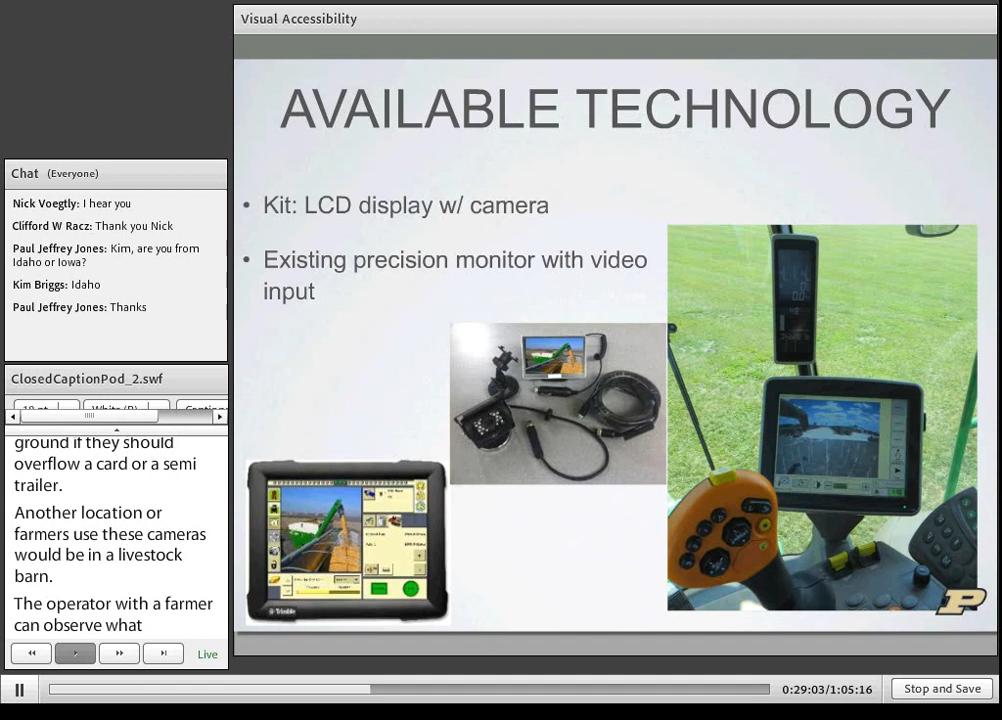 Visual Accessibility
AVAILABLE TECHNOLOGY
• Kit: LCD display w/ camera
• Existing precision monitor with video
input
Trimble
P
Chat (Everyone)
Nick Voegtly: I hear you
Clifford W Racz: Thank you Nick
Paul Jeffrey Jones: Kim, are you from
Idaho or Iowa?
Kim Briggs: Idaho
Paul Jeffrey Jones: Thanks
ClosedCaptionPod_2.swf
ground if they should
overflow a card or a semi
trailer.
Another location or
farmers use these cameras
would be in a livestock
barn.
The operator with a farmer
can observe what
Live
0:29:03/1:05:16
Stop and Save